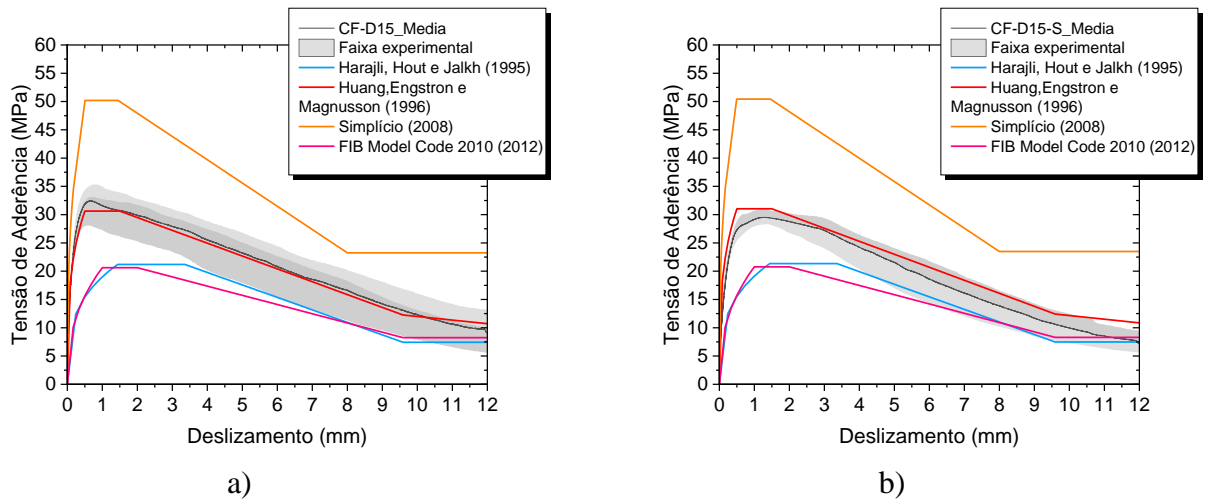 CF-D15_Media
Faixa experimental
Harajli, Hout e Jalkh (1995)
Huang,Engstron e
Magnusson (1996)
Simplício (2008)
FIB Model Code 2010 (2012)
60
55
50
45
40
35
30
25
20
15
10
5
0
Tensão de Aderência (MPa)
0 1 2 3 4 5 6 7 8 9 10 11 12
Deslizamento (mm)
a)
CF-D15-S_Media
Faixa experimental
Harajli, Hout e Jalkh (1995)
Huang,Engstron e
Magnusson (1996)
Simplício (2008)
FIB Model Code 2010 (2012)
60
55
50
45
40
35
30
25
20
15
10
5
0
Tensão de Aderência (MPa)
0 1 2 3 4 5 6 7 8 9 10 11 12
Deslizamento (mm)
b)